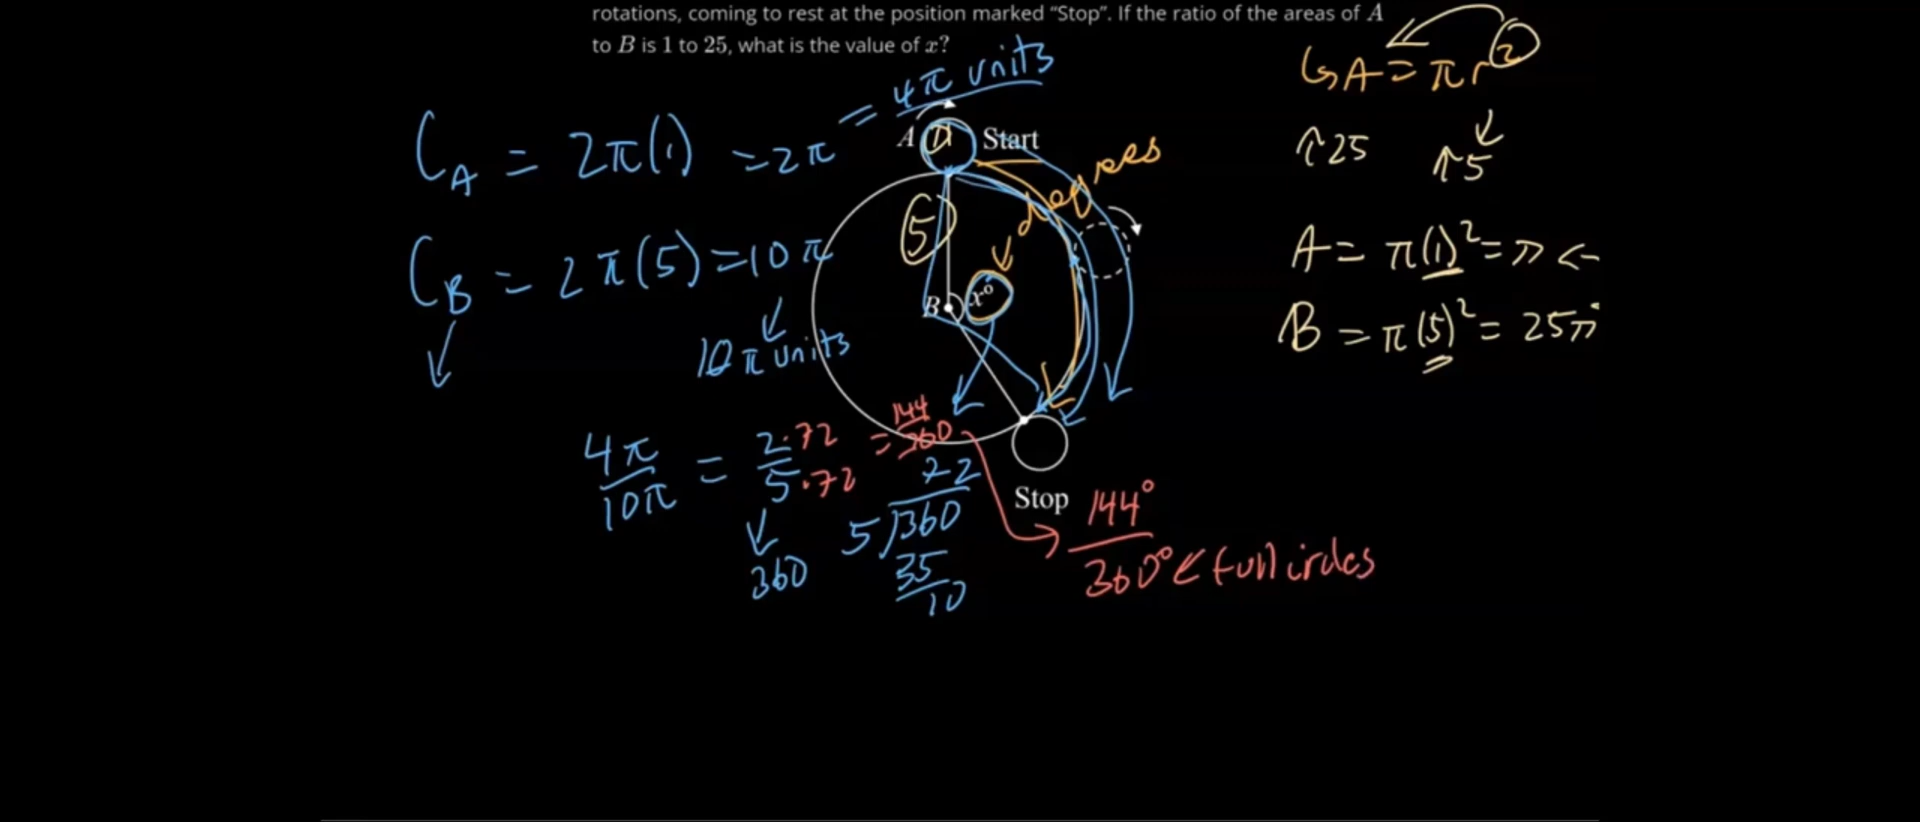 rotations, coming to rest at the position marked “Stop”. If the ratio of the areas of A
to B is 1 to 25, what is the value of x?
C_A = 2π(1) = 2π = 4π units
C_B = 2π(5) = 10π
10π units
A
1
Start
5
degrees
B
x°
Stop
A = πr²
↑25 ↑5
A = π(1)² = π ←
B = π(5)² = 25π
4π/10π = 2·72/5·72 = 144/360
360
72
5)360
35
10
144°/360° ← full circles